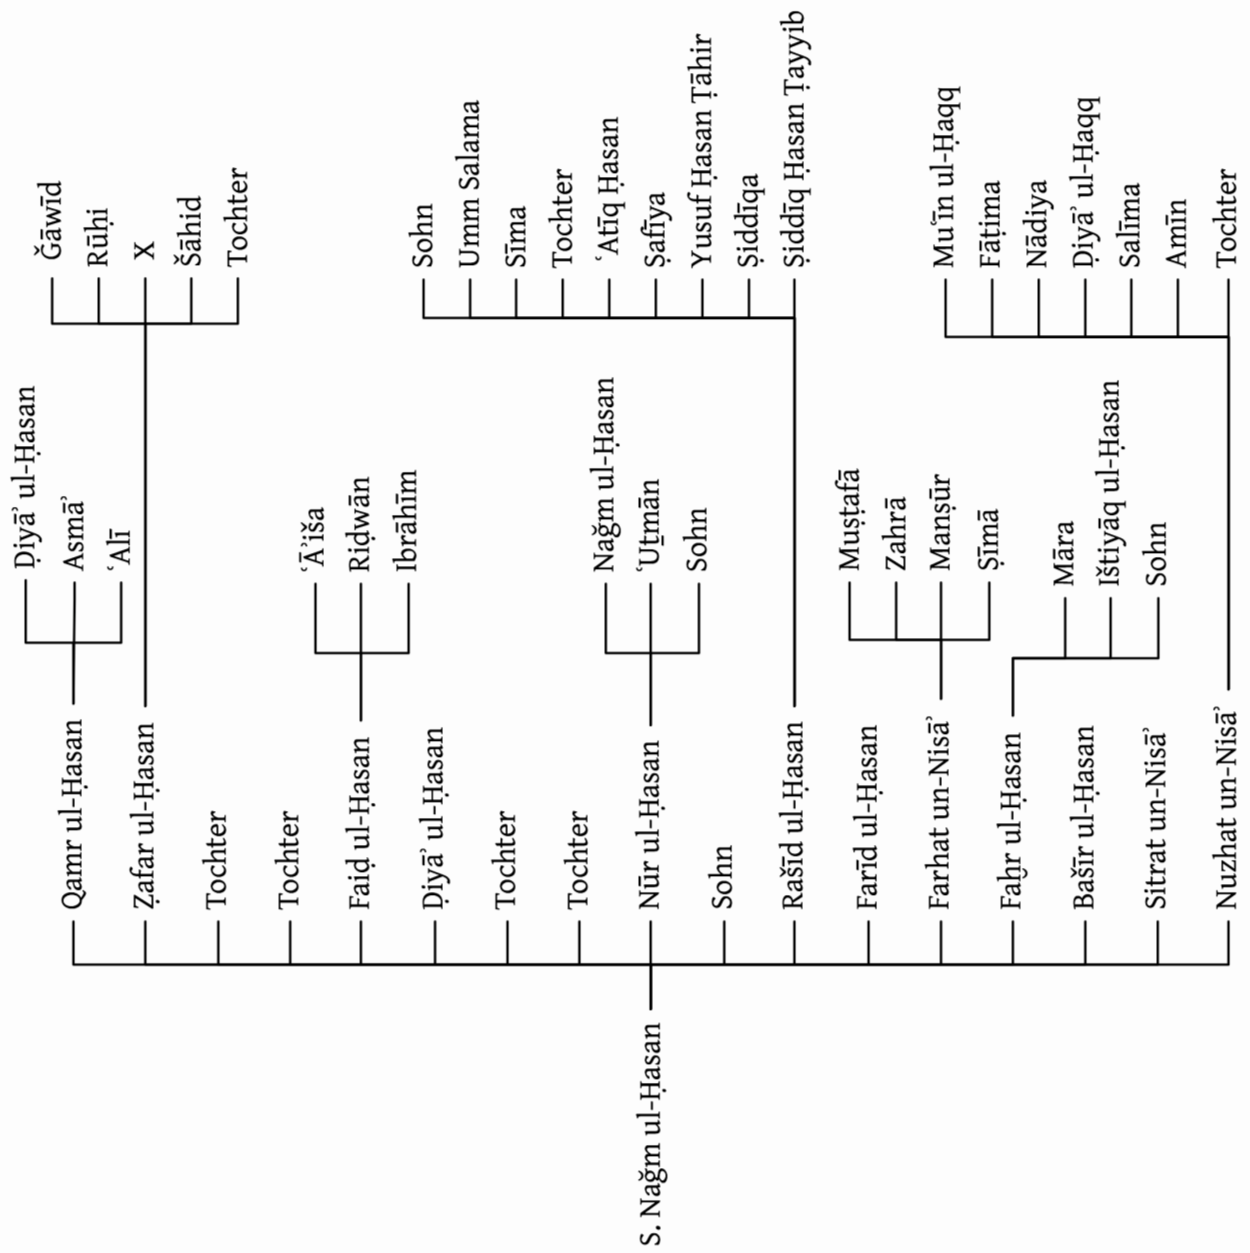 S. Naǧm ul-Ḥasan
Qamr ul-Ḥasan
Ẓafar ul-Ḥasan
Tochter
Tochter
Faiḍ ul-Ḥasan
Ḍiyāʾ ul-Ḥasan
Tochter
Tochter
Nūr ul-Ḥasan
Sohn
Rašīd ul-Ḥasan
Farīd ul-Ḥasan
Farhat un-Nisāʾ
Faḫr ul-Ḥasan
Bašīr ul-Ḥasan
Sitrat un-Nisāʾ
Nuzhat un-Nisāʾ
Ḍiyāʾ ul-Ḥasan
Asmāʾ
ʿAlī
ʿĀʾiša
Riḍwān
Ibrāhīm
Naǧm ul-Ḥasan
ʿUṯmān
Sohn
Muṣṭafā
Zahrā
Manṣūr
Ṣīmā
Māra
Ištiyāq ul-Ḥasan
Sohn
Ǧāwīd
Rūḥi
X
Šāhid
Tochter
Sohn
Umm Salama
Sīma
Tochter
ʿAtīq Ḥasan
Ṣafīya
Yusuf Ḥasan Ṭāhir
Ṣiddīqa
Ṣiddīq Ḥasan Ṭayyib
Muʿīn ul-Ḥaqq
Fāṭima
Nādiya
Ḍiyāʾ ul-Ḥaqq
Salīma
Amīn
Tochter